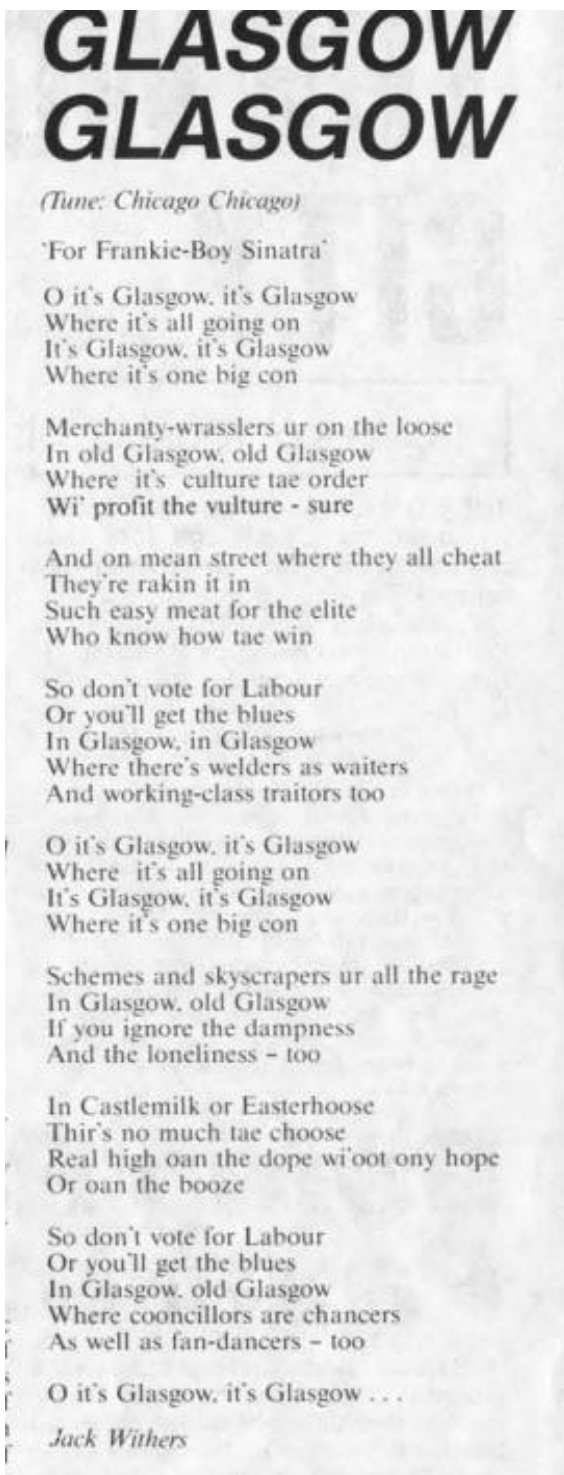 GLASGOW
GLASGOW
(Tune: Chicago Chicago)
'For Frankie-Boy Sinatra'
O it's Glasgow, it's Glasgow
Where it's all going on
It's Glasgow, it's Glasgow
Where it's one big con
Merchanty-wrasslers ur on the loose
In old Glasgow, old Glasgow
Where it's culture tae order
Wi' profit the vulture - sure
And on mean street where they all cheat
They're rakin it in
Such easy meat for the elite
Who know how tae win
So don't vote for Labour
Or you'll get the blues
In Glasgow, in Glasgow
Where there's welders as waiters
And working-class traitors too
O it's Glasgow, it's Glasgow
Where it's all going on
It's Glasgow, it's Glasgow
Where it's one big con
Schemes and skyscrapers ur all the rage
In Glasgow, old Glasgow
If you ignore the dampness
And the loneliness – too
In Castlemilk or Easterhoose
Thir's no much tae choose
Real high oan the dope wi'oot ony hope
Or oan the booze
So don't vote for Labour
Or you'll get the blues
In Glasgow, old Glasgow
Where cooncillors are chancers
As well as fan-dancers – too
O it's Glasgow, it's Glasgow . . .
Jack Withers